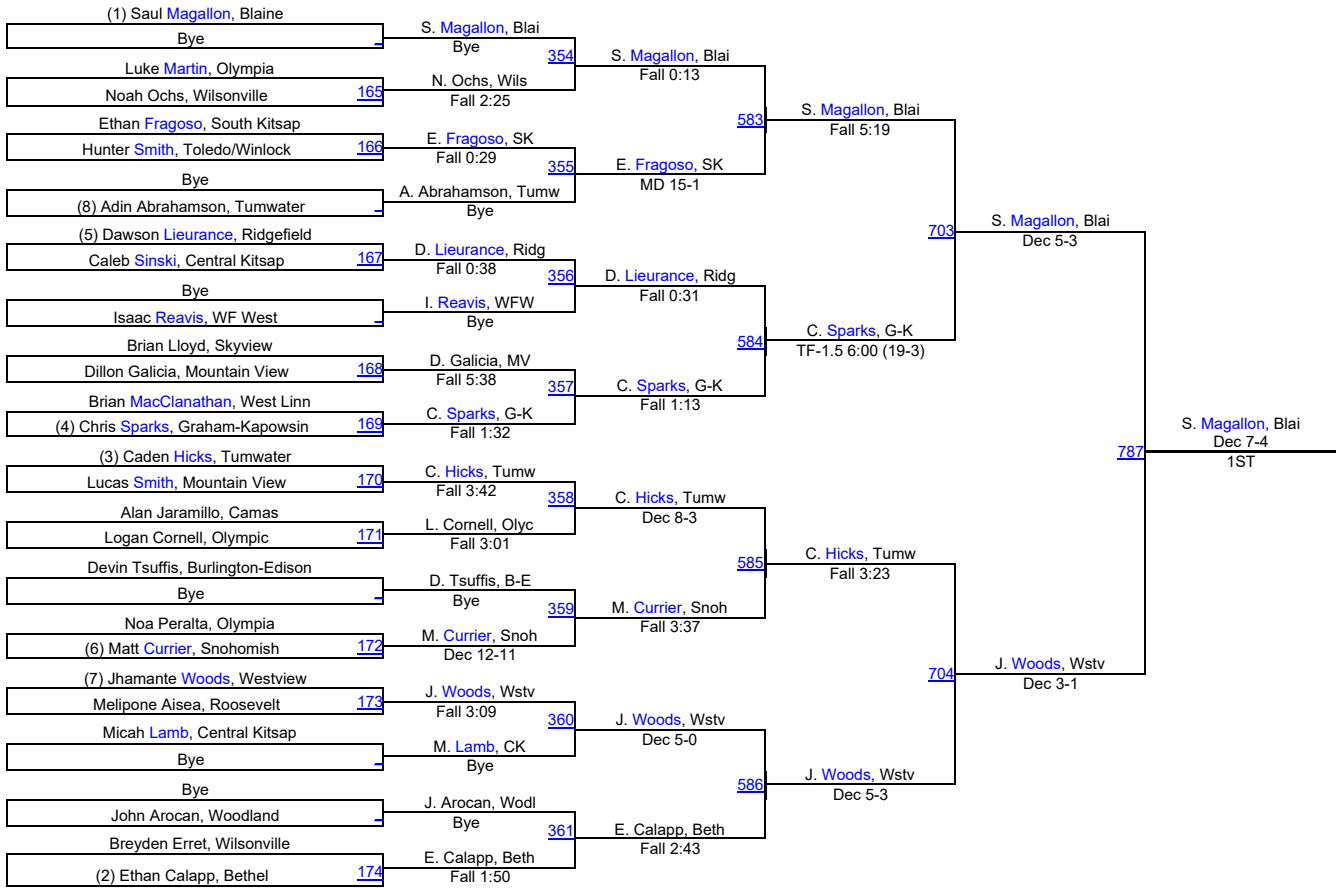 (1) Saul Magallon, Blaine
Bye
Luke Martin, Olympia
Noah Ochs, Wilsonville 165
Ethan Fragoso, South Kitsap
Hunter Smith, Toledo/Winlock 166
Bye
(8) Adin Abrahamson, Tumwater
(5) Dawson Lieurance, Ridgefield
Caleb Sinski, Central Kitsap 167
Bye
Isaac Reavis, WF West
Brian Lloyd, Skyview
Dillon Galicia, Mountain View 168
Brian MacClanathan, West Linn
(4) Chris Sparks, Graham-Kapowsin 169
(3) Caden Hicks, Tumwater
Lucas Smith, Mountain View 170
Alan Jaramillo, Camas
Logan Cornell, Olympic 171
Devin Tsuffis, Burlington-Edison
Bye
Noa Peralta, Olympia
(6) Matt Currier, Snohomish 172
(7) Jhamante Woods, Westview
Melipone Aisea, Roosevelt 173
Micah Lamb, Central Kitsap
Bye
Bye
John Arocan, Woodland
Breyden Erret, Wilsonville
(2) Ethan Calapp, Bethel 174
S. Magallon, Blai
Bye
354
N. Ochs, Wils
Fall 2:25
E. Fragoso, SK
Fall 0:29
355
A. Abrahamson, Tumw
Bye
D. Lieurance, Ridg
Fall 0:38
356
I. Reavis, WFW
Bye
D. Galicia, MV
Fall 5:38
357
C. Sparks, G-K
Fall 1:32
C. Hicks, Tumw
Fall 3:42
358
L. Cornell, Olyc
Fall 3:01
D. Tsuffis, B-E
Bye
359
M. Currier, Snoh
Dec 12-11
J. Woods, Wstv
Fall 3:09
360
M. Lamb, CK
Bye
J. Arocan, Wodl
Bye
361
E. Calapp, Beth
Fall 1:50
S. Magallon, Blai
Fall 0:13
583
E. Fragoso, SK
MD 15-1
D. Lieurance, Ridg
Fall 0:31
584
C. Sparks, G-K
Fall 1:13
C. Hicks, Tumw
Dec 8-3
585
M. Currier, Snoh
Fall 3:37
J. Woods, Wstv
Dec 5-0
586
E. Calapp, Beth
Fall 2:43
S. Magallon, Blai
Fall 5:19
703
C. Sparks, G-K
TF-1.5 6:00 (19-3)
C. Hicks, Tumw
Fall 3:23
704
J. Woods, Wstv
Dec 5-3
S. Magallon, Blai
Dec 5-3
787
J. Woods, Wstv
Dec 3-1
S. Magallon, Blai
Dec 7-4
1ST